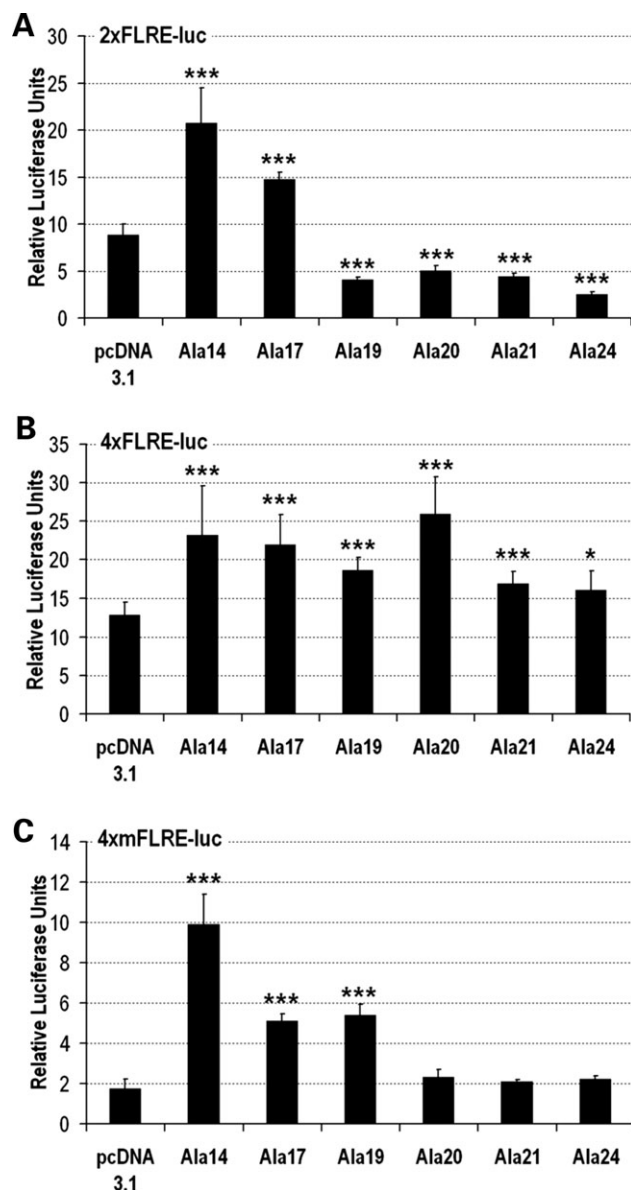 A
2xFLRE-luc
Relative Luciferase Units
30
25
20
15
10
5
0
***
***
***
***
***
***
pcDNA 3.1
Ala14
Ala17
Ala19
Ala20
Ala21
Ala24
B
4xFLRE-luc
Relative Luciferase Units
35
30
25
20
15
10
5
0
***
***
***
***
***
*
pcDNA 3.1
Ala14
Ala17
Ala19
Ala20
Ala21
Ala24
C
4xmFLRE-luc
Relative Luciferase Units
14
12
10
8
6
4
2
0
***
***
***
pcDNA 3.1
Ala14
Ala17
Ala19
Ala20
Ala21
Ala24